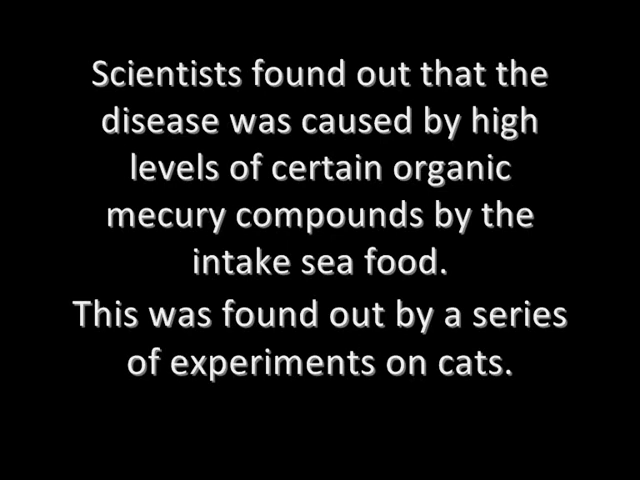 Scientists found out that the
disease was caused by high
levels of certain organic
mecury compounds by the
intake sea food.
This was found out by a series
of experiments on cats.